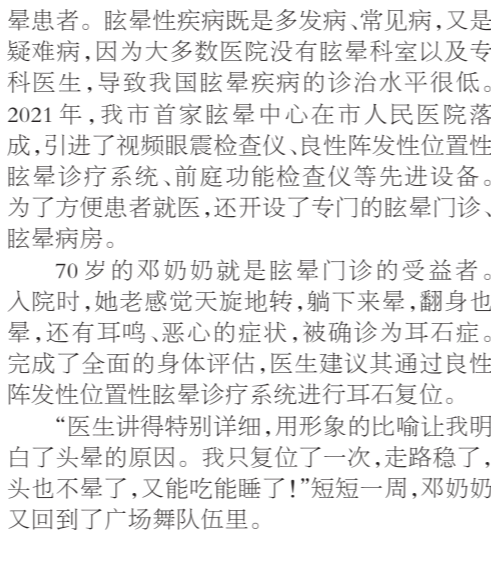 晕患者。眩晕性疾病既是多发病、常见病,又是
疑难病,因为大多数医院没有眩晕科室以及专
科医生,导致我国眩晕疾病的诊治水平很低。
2021年,我市首家眩晕中心在市人民医院落
成,引进了视频眼震检查仪、良性阵发性位置性
眩晕诊疗系统、前庭功能检查仪等先进设备。
为了方便患者就医,还开设了专门的眩晕门诊、
眩晕病房。
70岁的邓奶奶就是眩晕门诊的受益者。
入院时,她老感觉天旋地转,躺下来晕,翻身也
晕,还有耳鸣、恶心的症状,被确诊为耳石症。
完成了全面的身体评估,医生建议其通过良性
阵发性位置性眩晕诊疗系统进行耳石复位。
“医生讲得特别详细,用形象的比喻让我明
白了头晕的原因。我只复位了一次,走路稳了,
头也不晕了,又能吃能睡了!”短短一周,邓奶奶
又回到了广场舞队伍里。